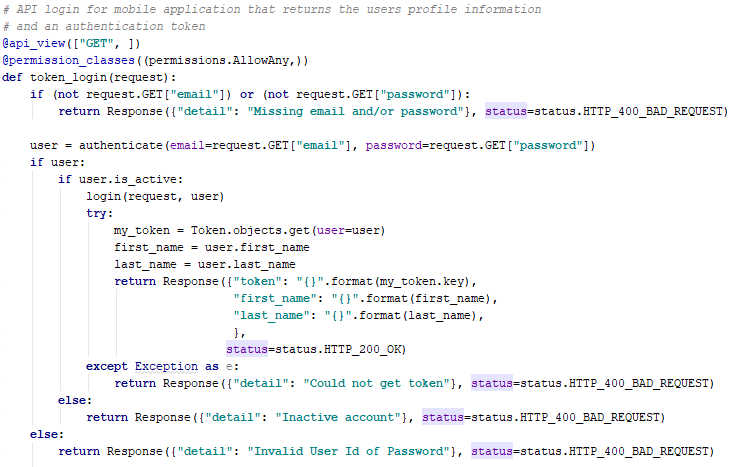 # API login for mobile application that returns the users profile information
# and an authentication token
@api_view(["GET", ])
@permission_classes((permissions.AllowAny,))
def token_login(request):
    if (not request.GET["email"]) or (not request.GET["password"]):
        return Response({"detail": "Missing email and/or password"}, status=status.HTTP_400_BAD_REQUEST)

    user = authenticate(email=request.GET["email"], password=request.GET["password"])
    if user:
        if user.is_active:
            login(request, user)
            try:
                my_token = Token.objects.get(user=user)
                first_name = user.first_name
                last_name = user.last_name
                return Response({"token": "{}".format(my_token.key),
                                 "first_name": "{}".format(first_name),
                                 "last_name": "{}".format(last_name),
                                 },
                                status=status.HTTP_200_OK)
            except Exception as e:
                return Response({"detail": "Could not get token"}, status=status.HTTP_400_BAD_REQUEST)
        else:
            return Response({"detail": "Inactive account"}, status=status.HTTP_400_BAD_REQUEST)
    else:
        return Response({"detail": "Invalid User Id of Password"}, status=status.HTTP_400_BAD_REQUEST)